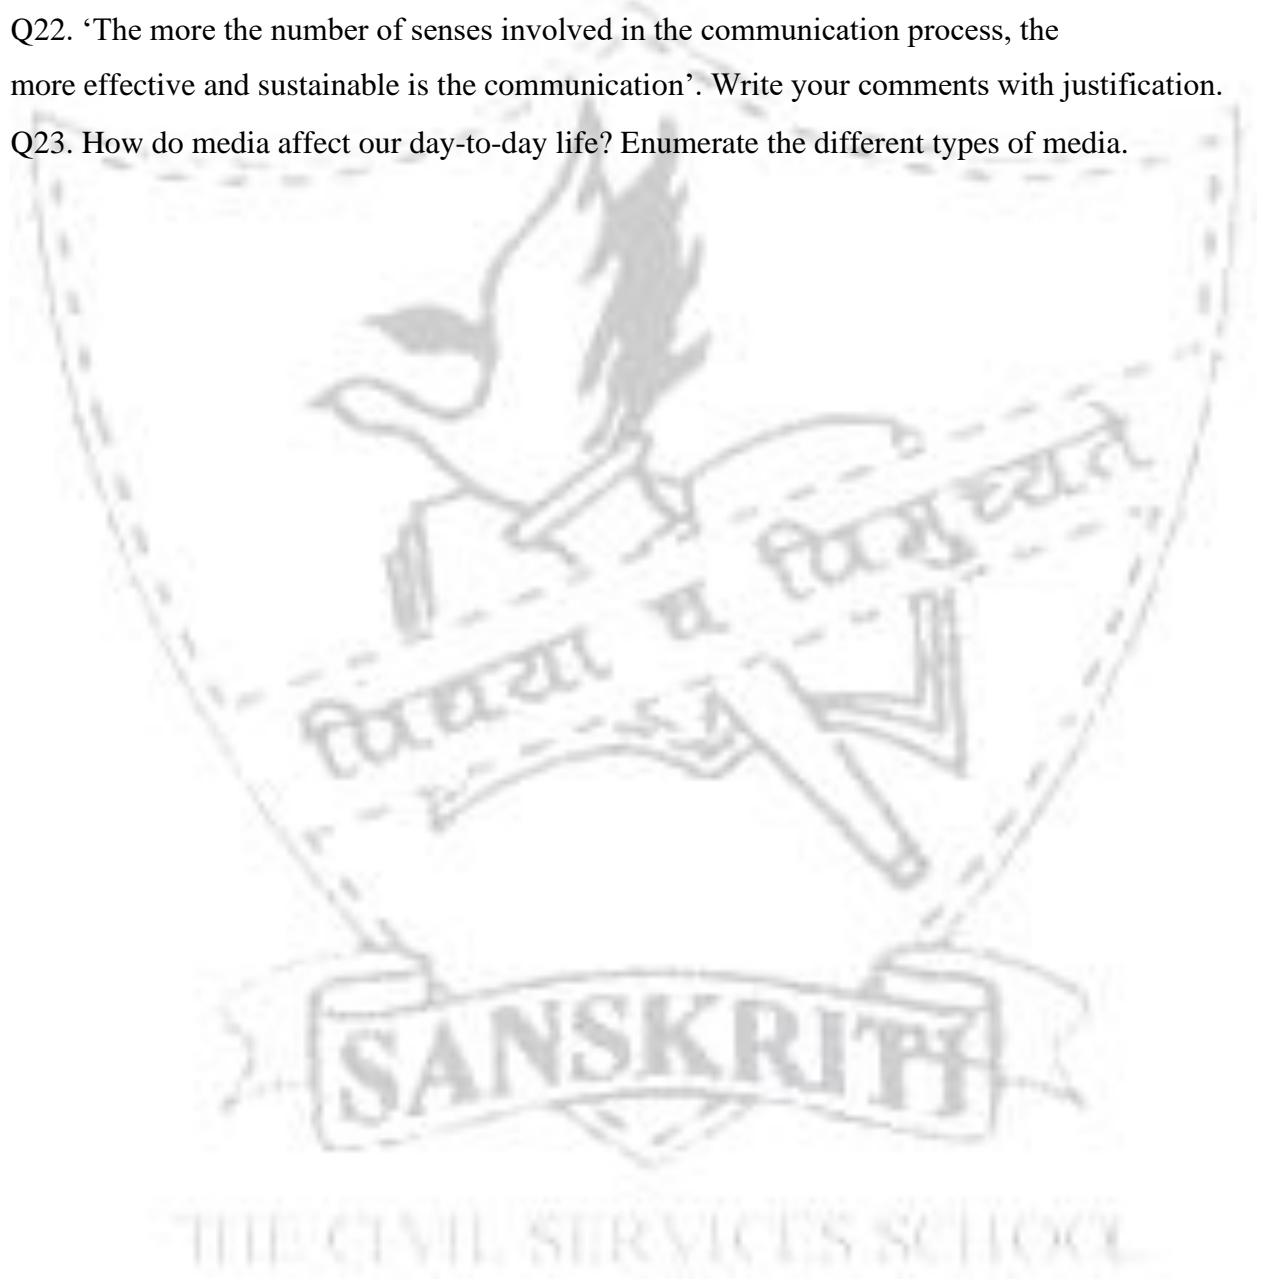 Q22. ‘The more the number of senses involved in the communication process, the
more effective and sustainable is the communication’. Write your comments with justification.
Q23. How do media affect our day-to-day life? Enumerate the different types of media.
विद्यया च विमुच्यते
SANSKRITI
THE CIVIL SERVICES SCHOOL